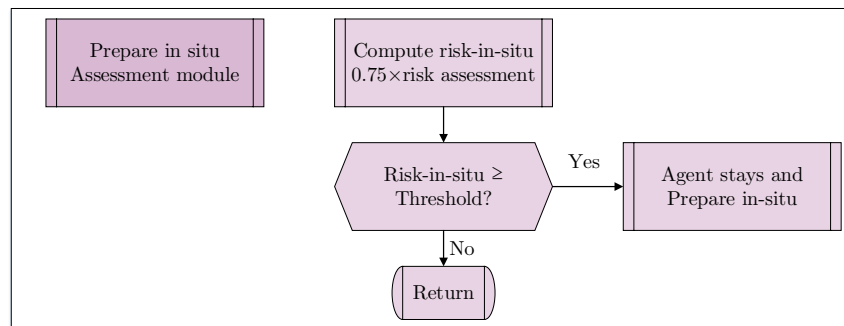 Prepare in situ
Assessment module
Compute risk-in-situ
0.75×risk assessment
Risk-in-situ ≥
Threshold?
Yes
Agent stays and
Prepare in-situ
No
Return